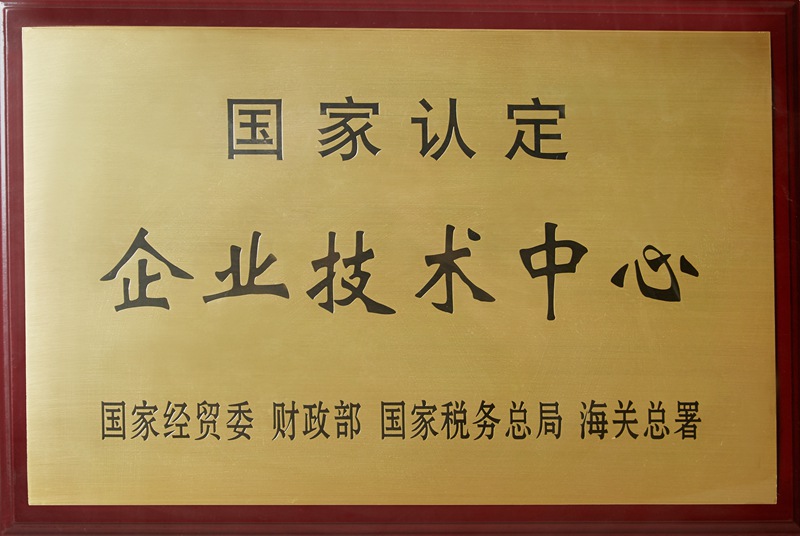 国家认定
企业技术中心
国家经贸委 财政部 国家税务总局 海关总署